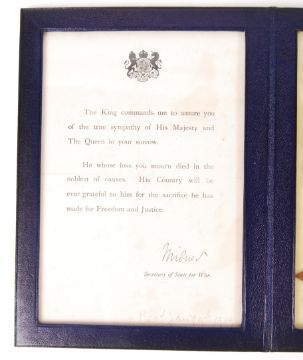 The King commands me to assure you
of the true sympathy of His Majesty and
The Queen in your sorrow.
He whose loss you mourn died in the
noblest of causes. His Country will be
ever grateful to him for the sacrifice he has
made for Freedom and Justice.
Milner
Secretary of State for War.